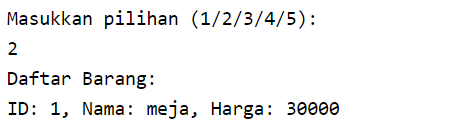 Masukkan pilihan (1/2/3/4/5):
2
Daftar Barang:
ID: 1, Nama: meja, Harga: 30000